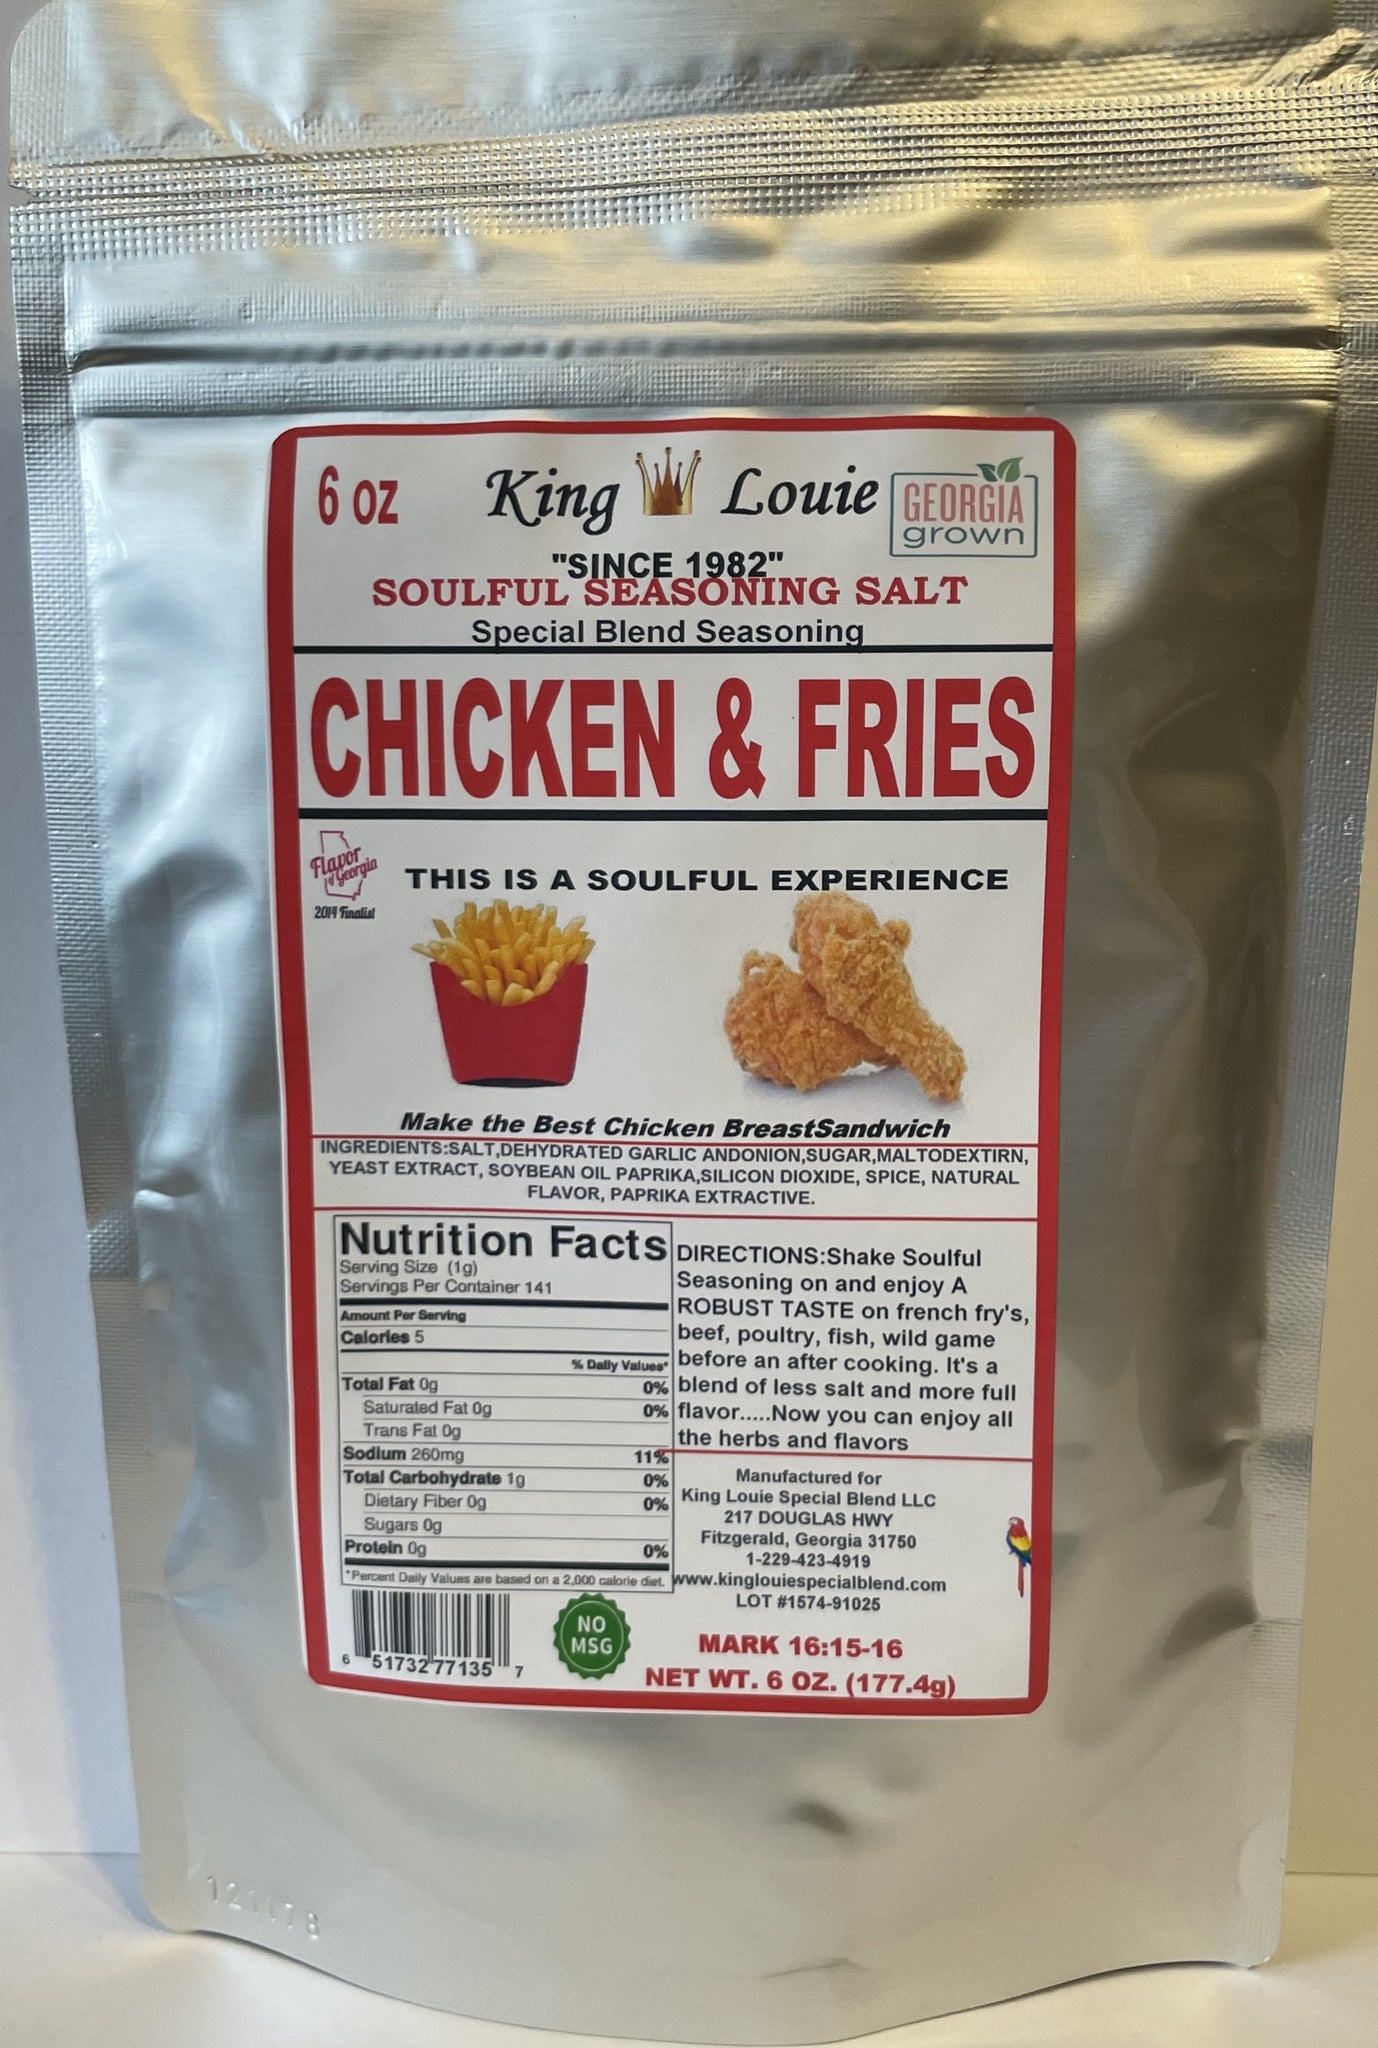 6 oz
King Louie
GEORGIA
grown
"SINCE 1982"
SOULFUL SEASONING SALT
Special Blend Seasoning
CHICKEN & FRIES
Flavor
of Georgia
2014 Finalist
THIS IS A SOULFUL EXPERIENCE
Make the Best Chicken BreastSandwich
INGREDIENTS:SALT,DEHYDRATED GARLIC ANDONION,SUGAR,MALTODEXTIRN,
YEAST EXTRACT, SOYBEAN OIL PAPRIKA,SILICON DIOXIDE, SPICE, NATURAL
FLAVOR, PAPRIKA EXTRACTIVE.
Nutrition Facts
Serving Size (1g)
Servings Per Container 141
Amount Per Serving
Calories 5
% Daily Values*
Total Fat 0g 0%
Saturated Fat 0g 0%
Trans Fat 0g
Sodium 260mg 11%
Total Carbohydrate 1g 0%
Dietary Fiber 0g 0%
Sugars 0g
Protein 0g 0%
*Percent Daily Values are based on a 2,000 calorie diet.
DIRECTIONS:Shake Soulful
Seasoning on and enjoy A
ROBUST TASTE on french fry's,
beef, poultry, fish, wild game
before an after cooking. It's a
blend of less salt and more full
flavor.....Now you can enjoy all
the herbs and flavors
Manufactured for
King Louie Special Blend LLC
217 DOUGLAS HWY
Fitzgerald, Georgia 31750
1-229-423-4919
www.kinglouiespecialblend.com
LOT #1574-91025
6 51732 77135 7
NO
MSG
MARK 16:15-16
NET WT. 6 OZ. (177.4g)